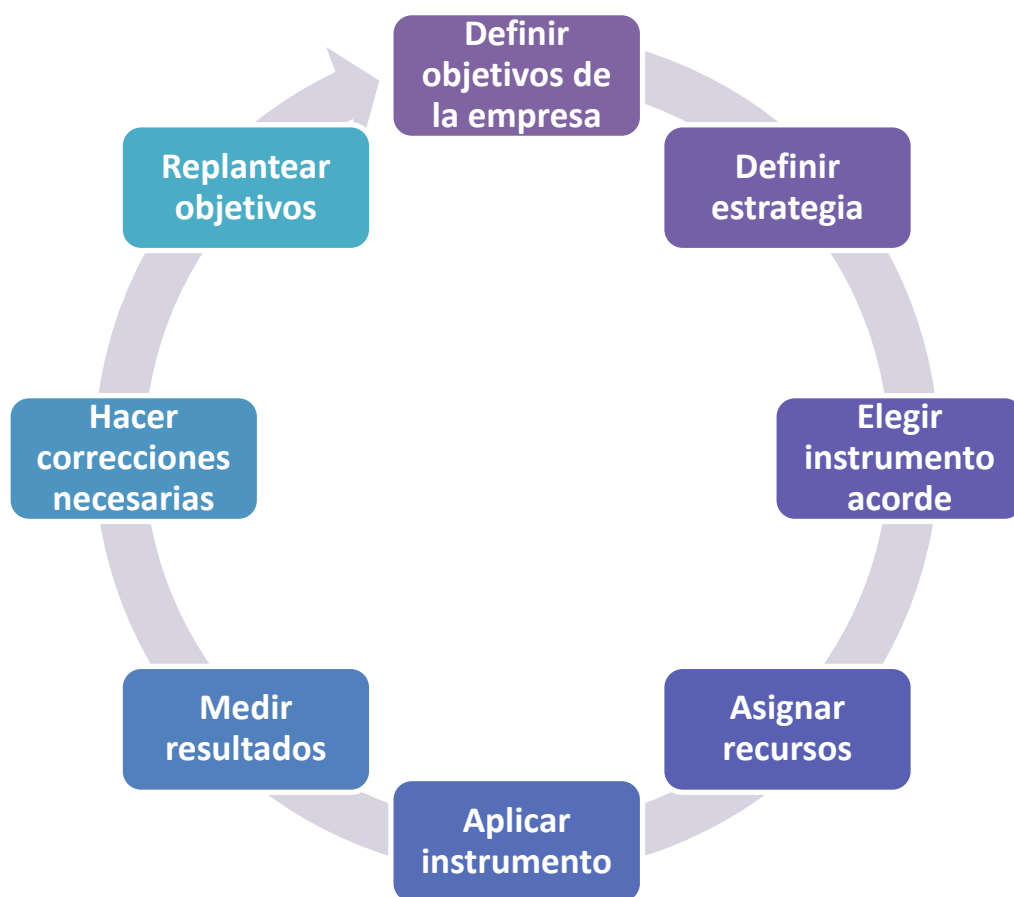 Definir
objetivos de
la empresa
Definir
estrategia
Elegir
instrumento
acorde
Asignar
recursos
Aplicar
instrumento
Medir
resultados
Hacer
correcciones
necesarias
Replantear
objetivos